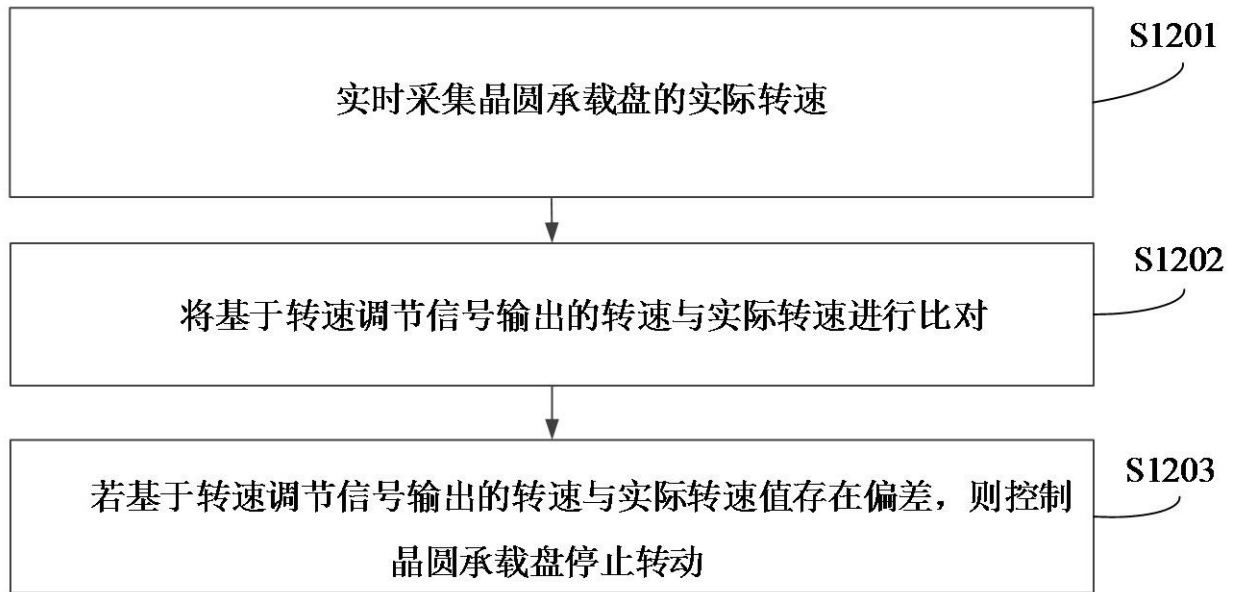 S1201
实时采集晶圆承载盘的实际转速
S1202
将基于转速调节信号输出的转速与实际转速进行比对
S1203
若基于转速调节信号输出的转速与实际转速值存在偏差，则控制
晶圆承载盘停止转动